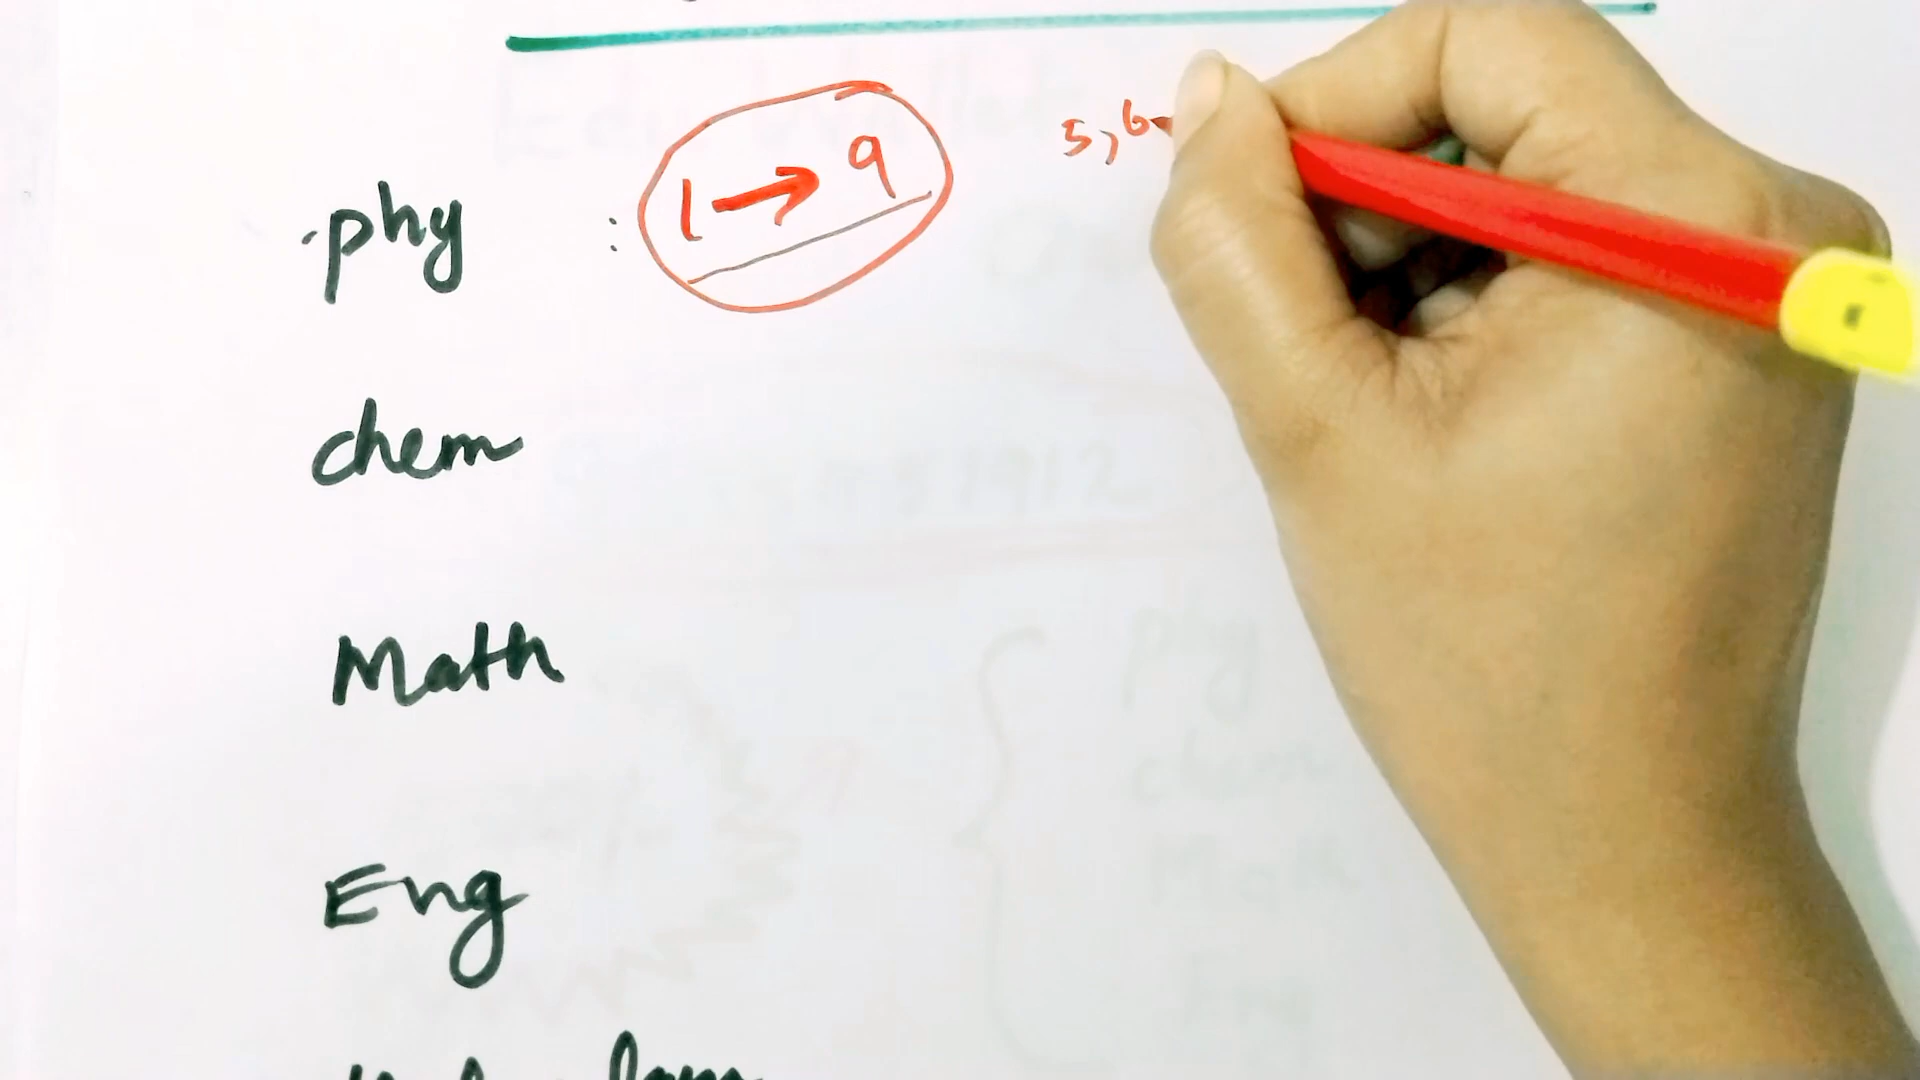 phy : 1 → 9 5, 6
chem
Math
Eng